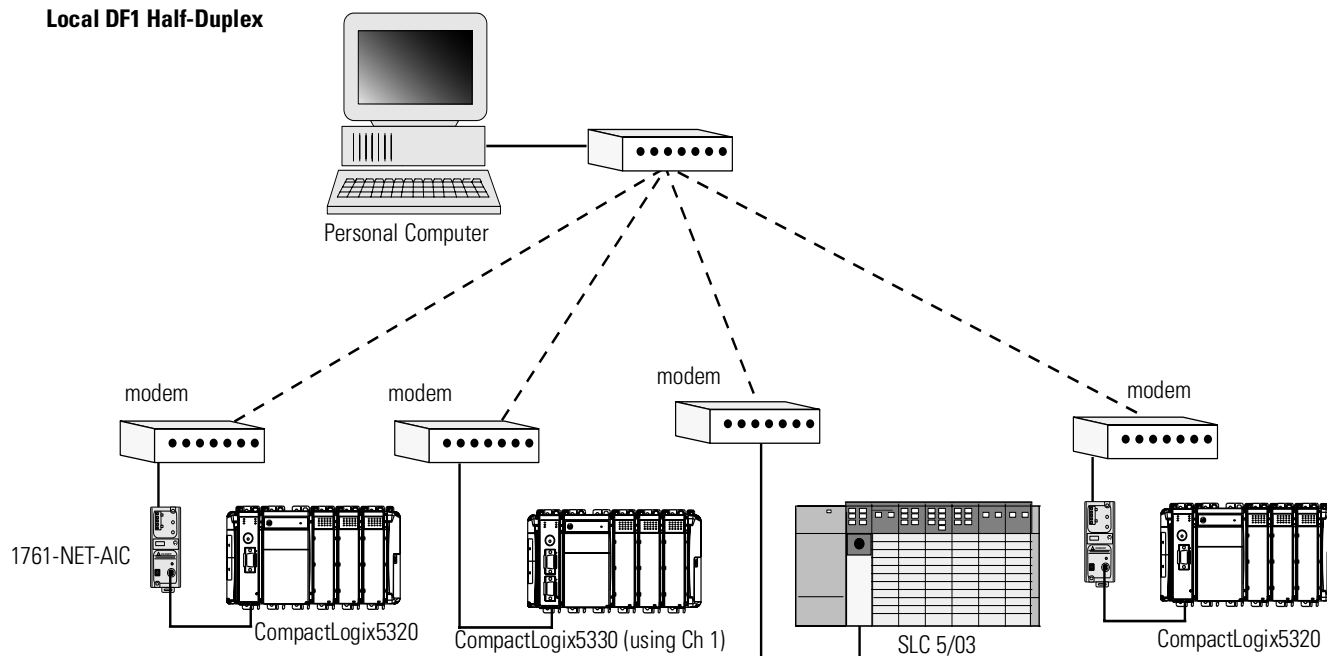 Local DF1 Half-Duplex
Personal Computer
modem
modem
modem
modem
1761-NET-AIC
CompactLogix5320
CompactLogix5330 (using Ch 1)
SLC 5/03
CompactLogix5320